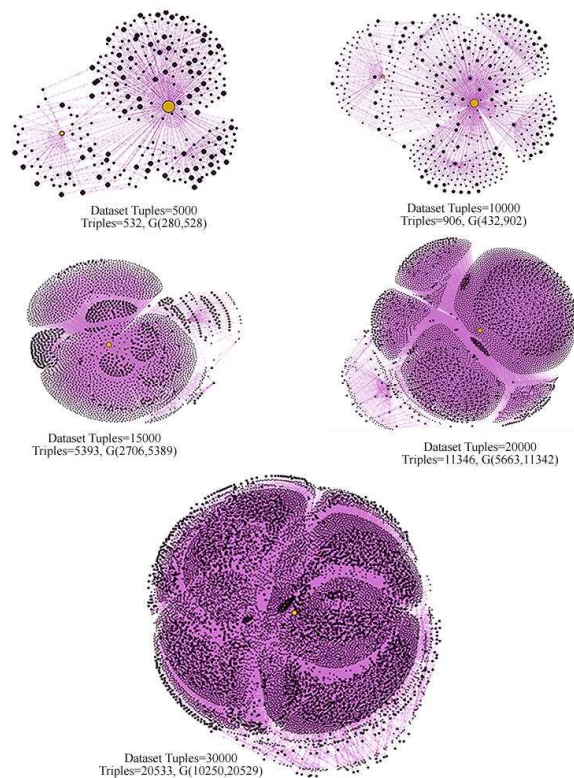 Dataset Tuples=5000
Triples=532, G(280,528)
Dataset Tuples=10000
Triples=906, G(432,902)
Dataset Tuples=15000
Triples=5393, G(2706,5389)
Dataset Tuples=20000
Triples=11346, G(5663,11342)
Dataset Tuples=30000
Triples=20533, G(10250,20529)